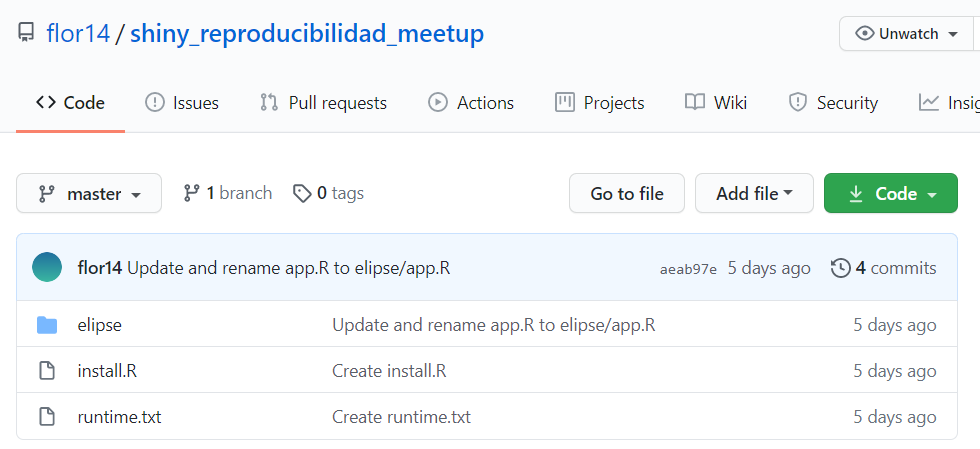 flor14 / shiny_reproducibilidad_meetup
Unwatch
Code Issues Pull requests Actions Projects Wiki Security Insig
master 1 branch 0 tags Go to file Add file Code
flor14 Update and rename app.R to elipse/app.R aeab97e 5 days ago 4 commits
elipse Update and rename app.R to elipse/app.R 5 days ago
install.R Create install.R 5 days ago
runtime.txt Create runtime.txt 5 days ago